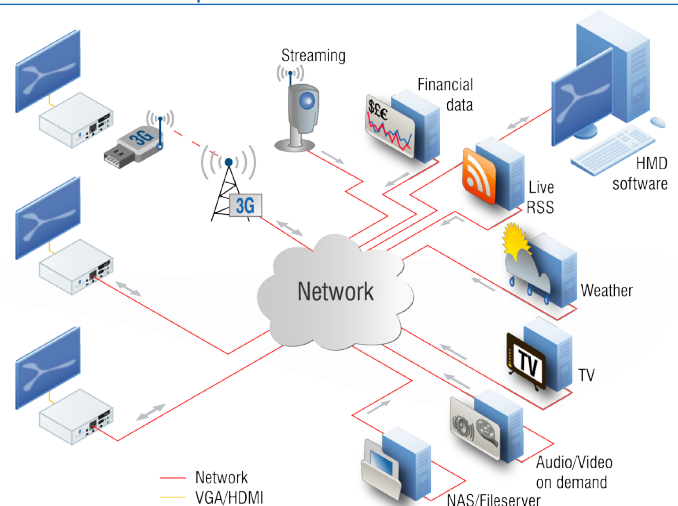 Streaming
Financial
data
$£€
3G
HMD
software
Live
RSS
3G
Network
Weather
TV
TV
Audio/Video
on demand
Network
VGA/HDMI
NAS/Fileserver